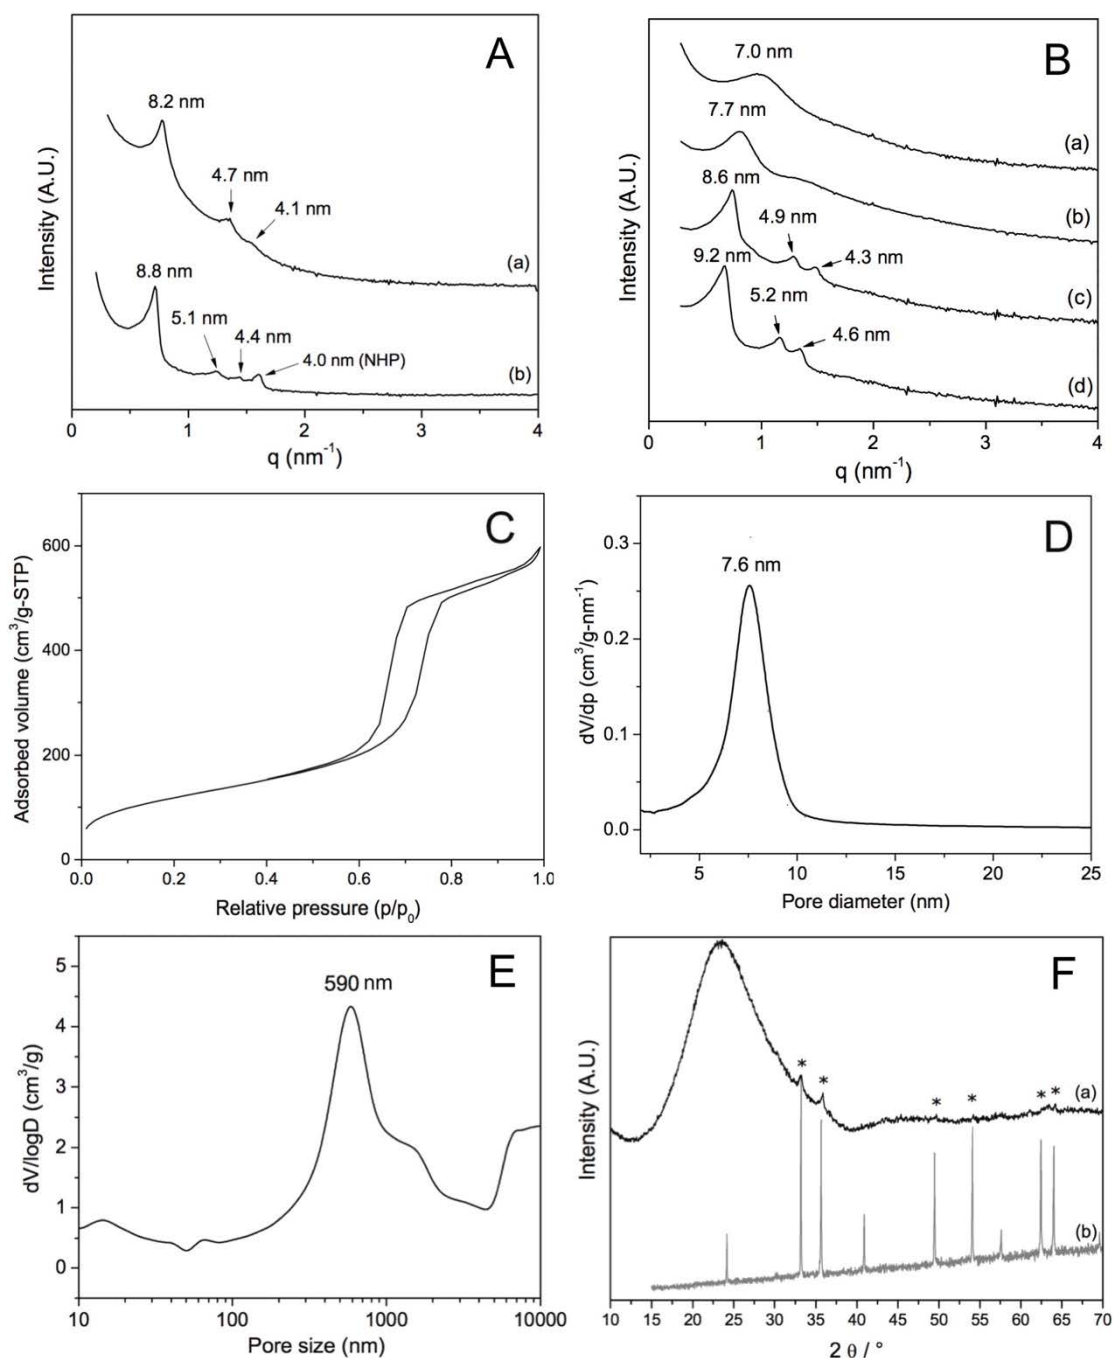 A
8.2 nm
4.7 nm
4.1 nm
(a)
8.8 nm
5.1 nm
4.4 nm
4.0 nm (NHP)
(b)
Intensity (A.U.)
0 1 2 3 4
q (nm⁻¹)
B
7.0 nm
(a)
7.7 nm
(b)
8.6 nm
4.9 nm
4.3 nm
(c)
9.2 nm
5.2 nm
4.6 nm
(d)
Intensity (A.U.)
0 1 2 3 4
q (nm⁻¹)
C
600
400
200
0
Adsorbed volume (cm³/g-STP)
0.0 0.2 0.4 0.6 0.8 1.0
Relative pressure (p/p₀)
D
7.6 nm
0.3
0.2
0.1
0.0
dV/dp (cm³/g-nm⁻¹)
5 10 15 20 25
Pore diameter (nm)
E
590 nm
5
4
3
2
1
0
dV/logD (cm³/g)
10 100 1000 10000
Pore size (nm)
F
* * * * * *
(a)
(b)
Intensity (A.U.)
10 15 20 25 30 35 40 45 50 55 60 65 70
2 θ / °